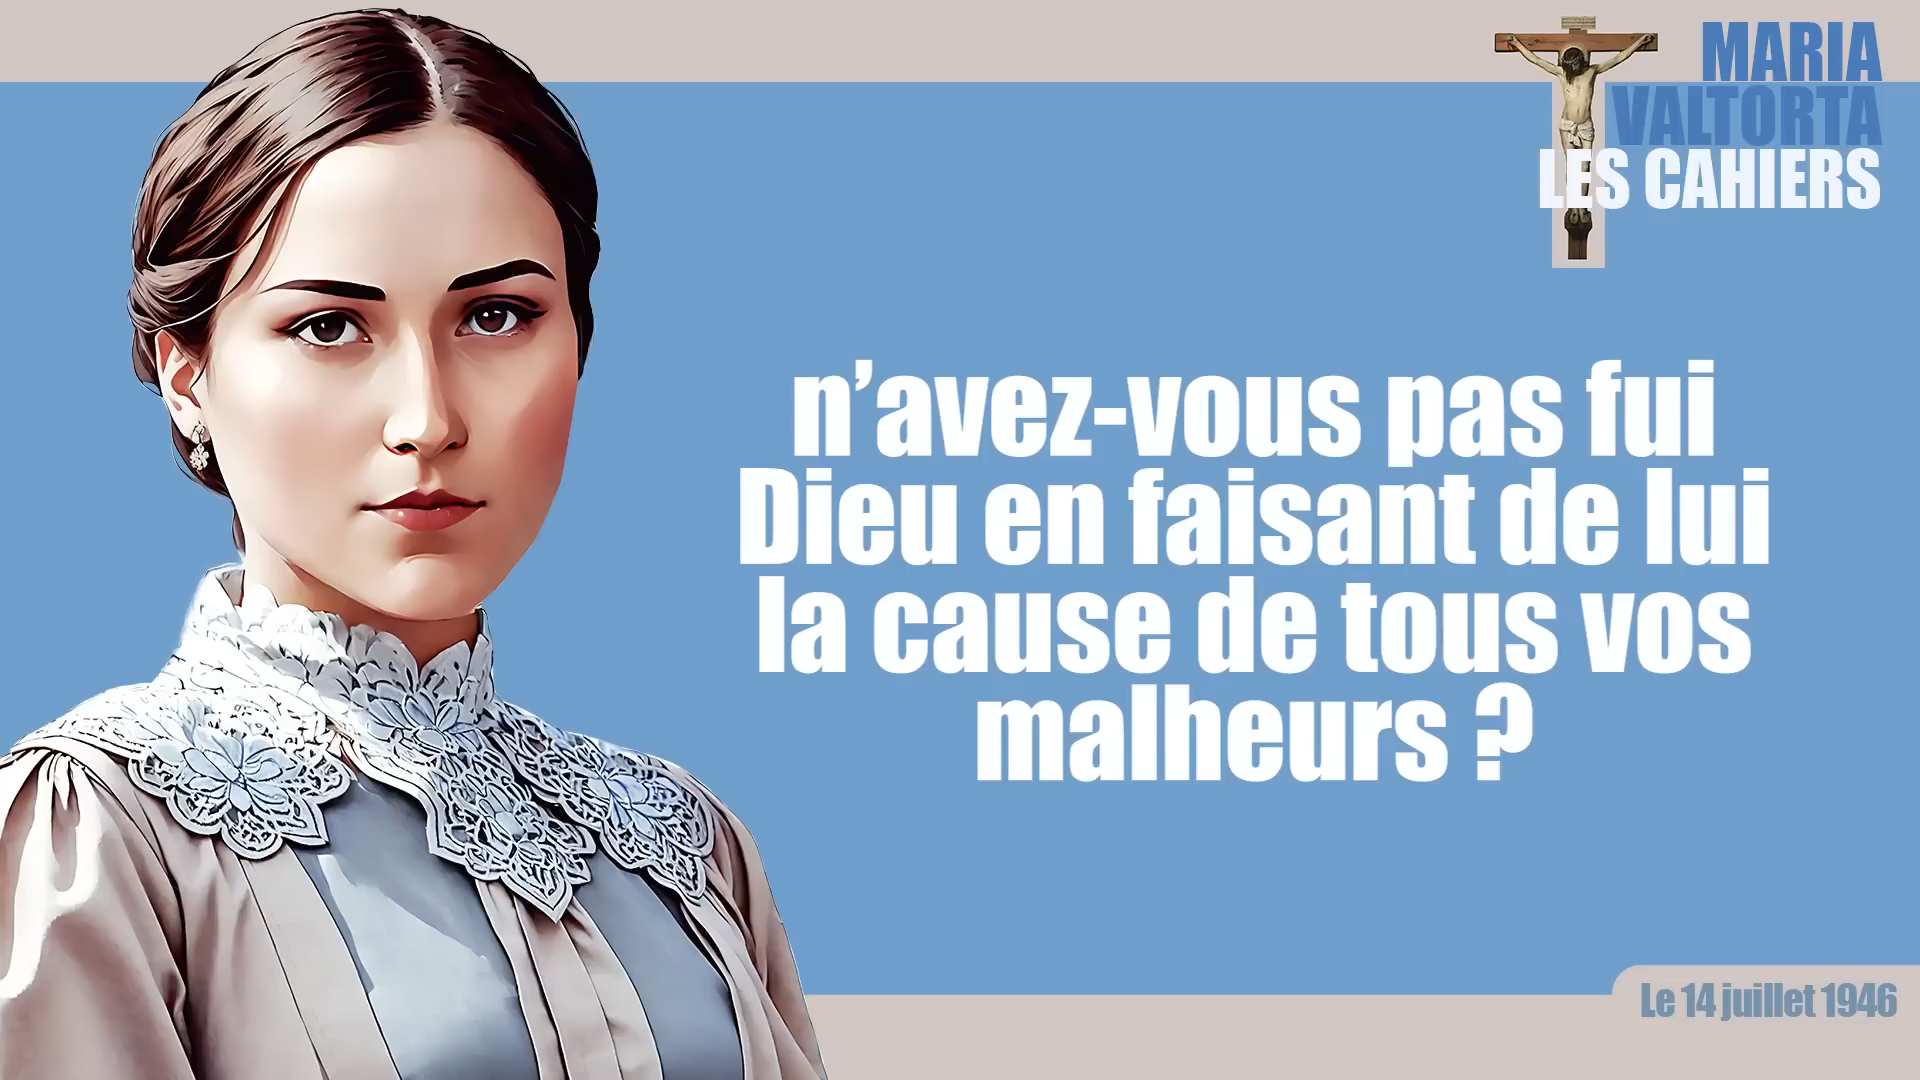 MARIA
VALTORTA
LES CAHIERS
n’avez-vous pas fui
Dieu en faisant de lui
la cause de tous vos
malheurs ?
Le 14 juillet 1946